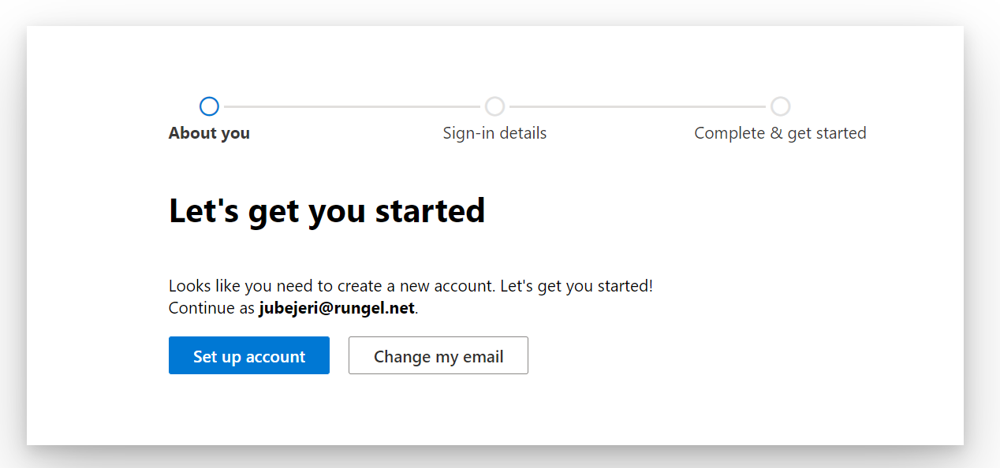 About you
Sign-in details
Complete & get started
Let's get you started
Looks like you need to create a new account. Let's get you started!
Continue as jubejeri@rungel.net.
Set up account
Change my email